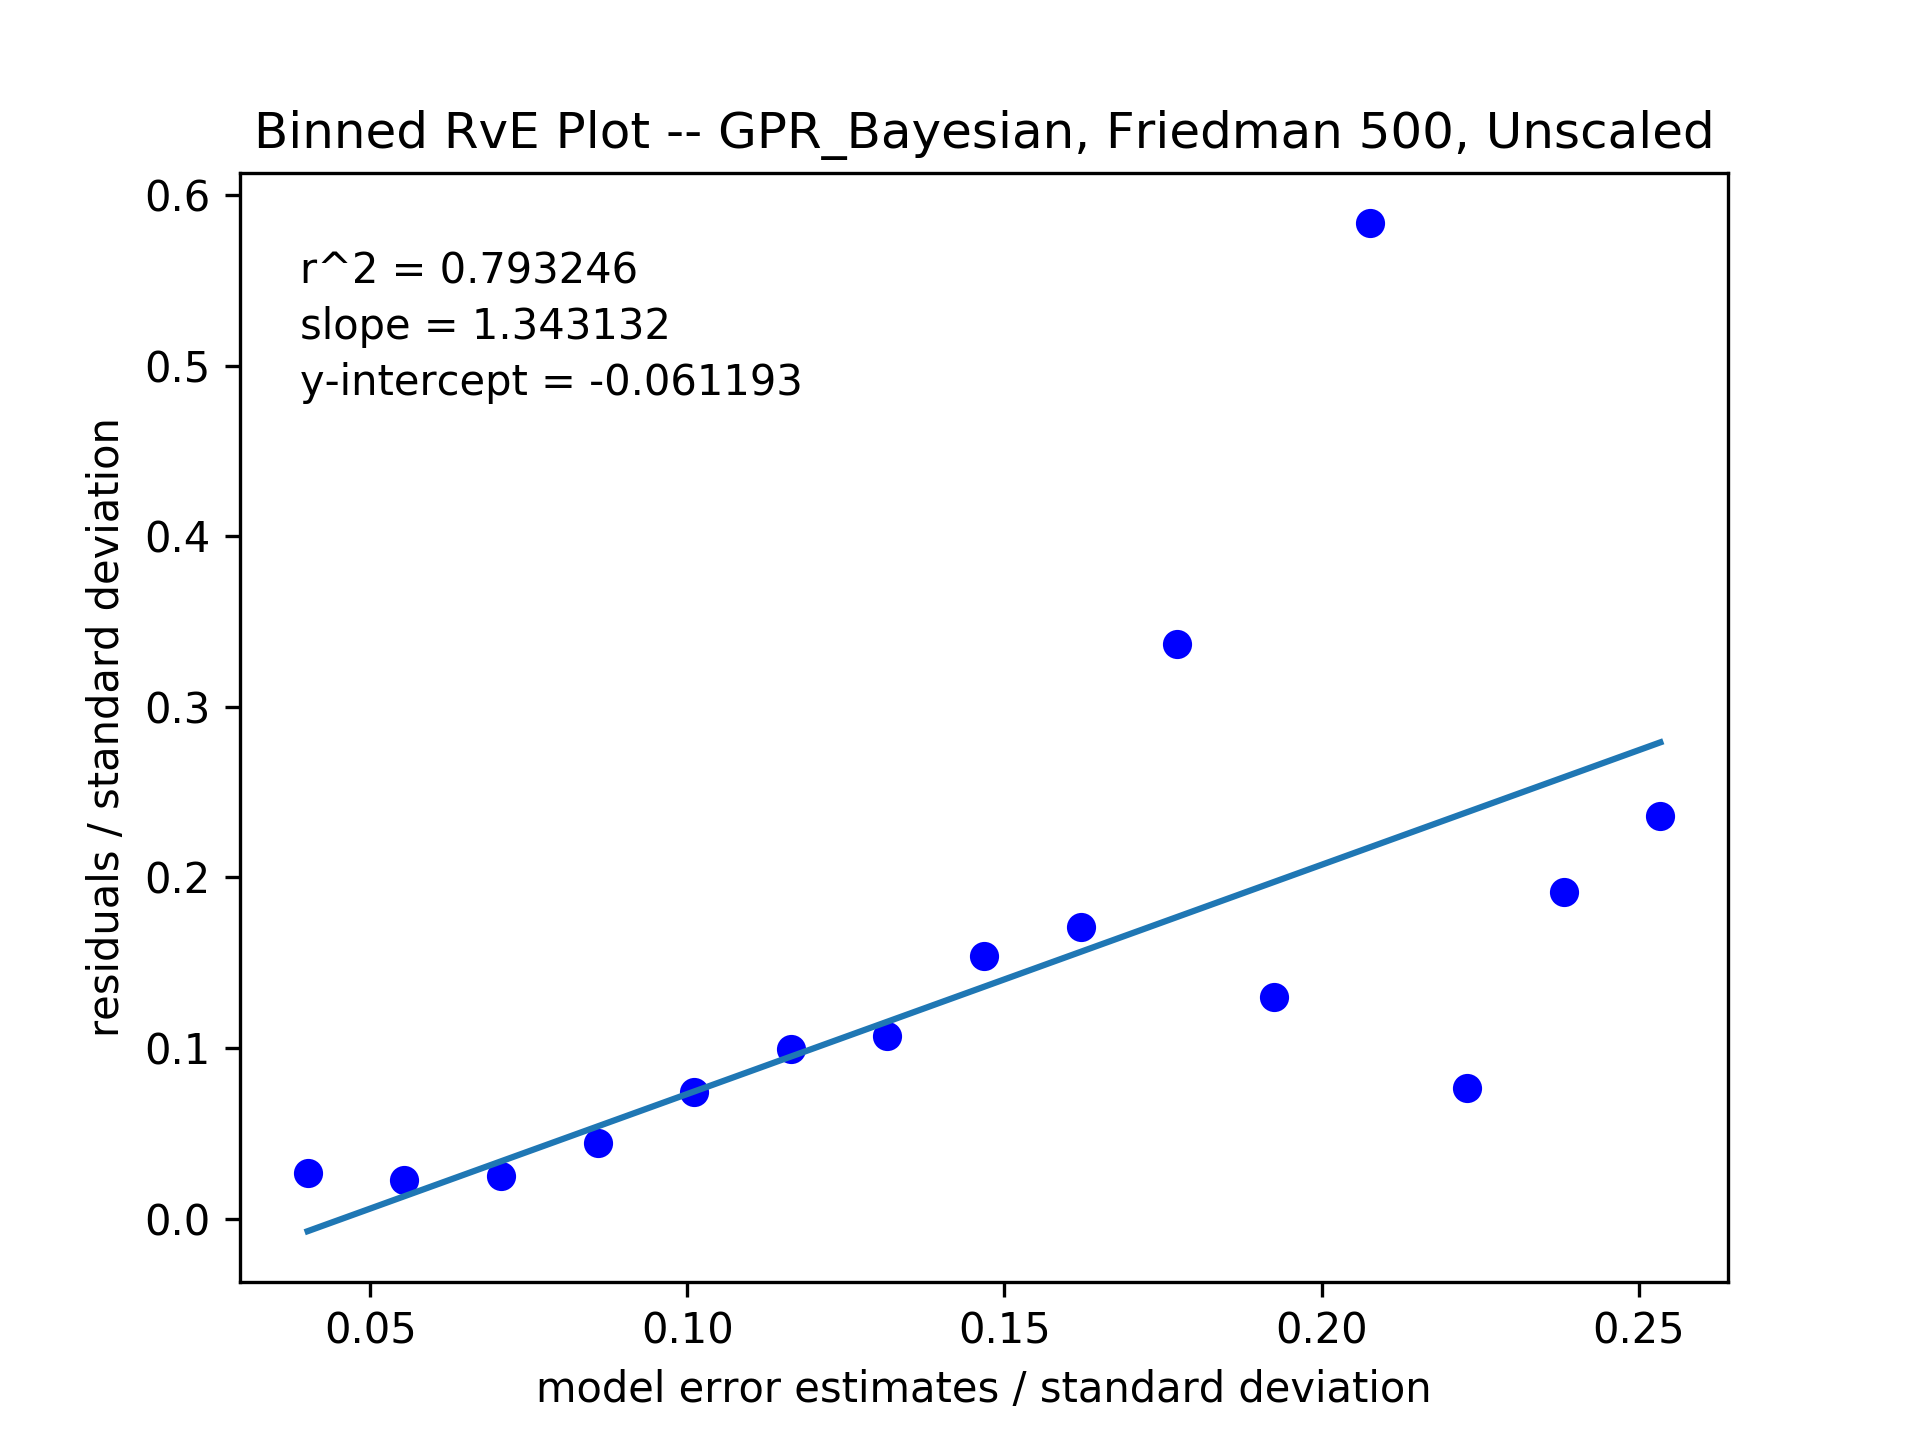 Binned RvE Plot -- GPR_Bayesian, Friedman 500, Unscaled
r^2 = 0.793246
slope = 1.343132
y-intercept = -0.061193
residuals / standard deviation
0.6
0.5
0.4
0.3
0.2
0.1
0.0
0.05 0.10 0.15 0.20 0.25
model error estimates / standard deviation